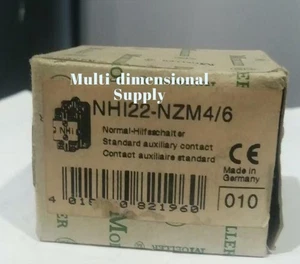 Multi dimensional
Supply
NHI22-NZM4/6
NHI
Normal-Hilfsschalter
Standard auxiliary contact
Contact auxiliaire standard
CE
Made in
Germany
010